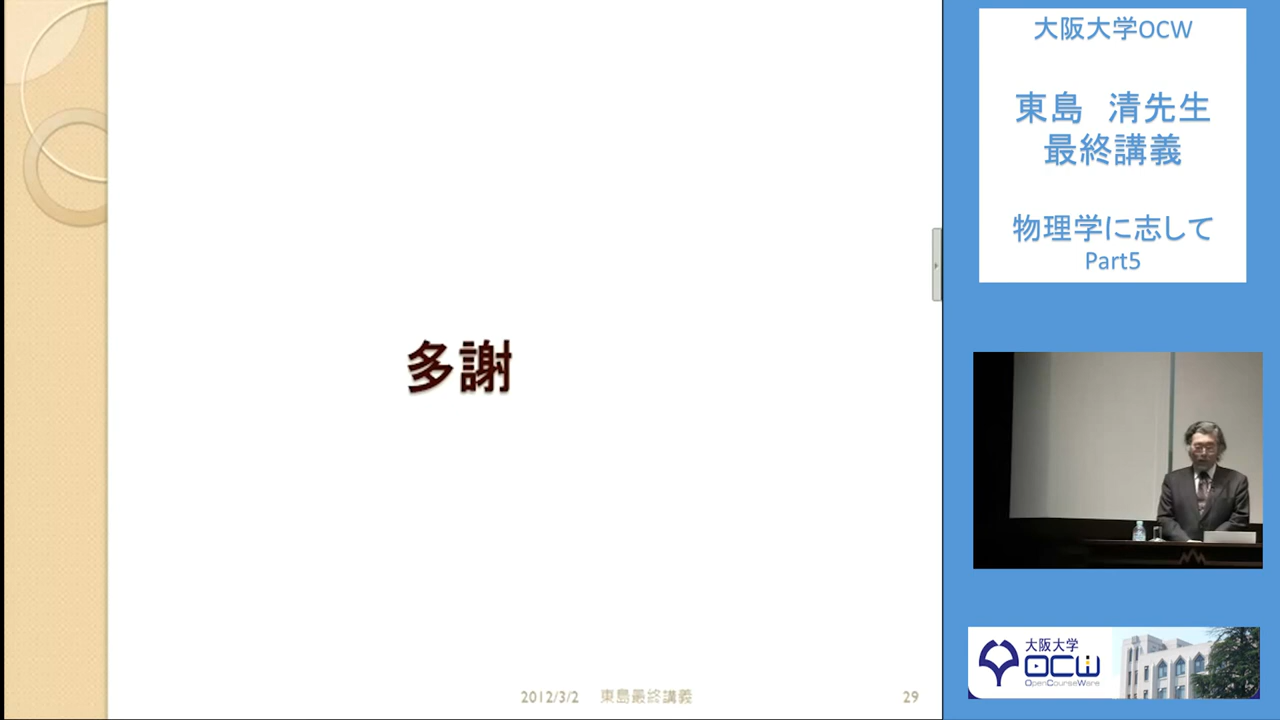 多謝
2012/3/2 東島最終講義 29
大阪大学OCW
東島 清先生
最終講義
物理学に志して
Part5
大阪大学
OCW
OpenCourseWare